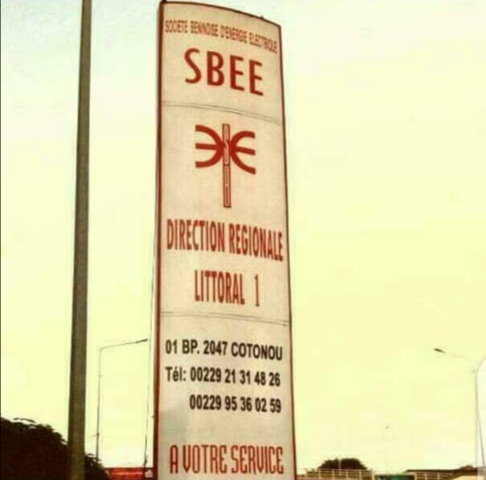 SOCIETE BENINOISE D'ENERGIE ELECTRIQUE
SBEE
DIRECTION REGIONALE
LITTORAL 1
01 BP. 2047 COTONOU
Tél: 00229 21 31 48 26
00229 95 36 02 59
A VOTRE SERVICE